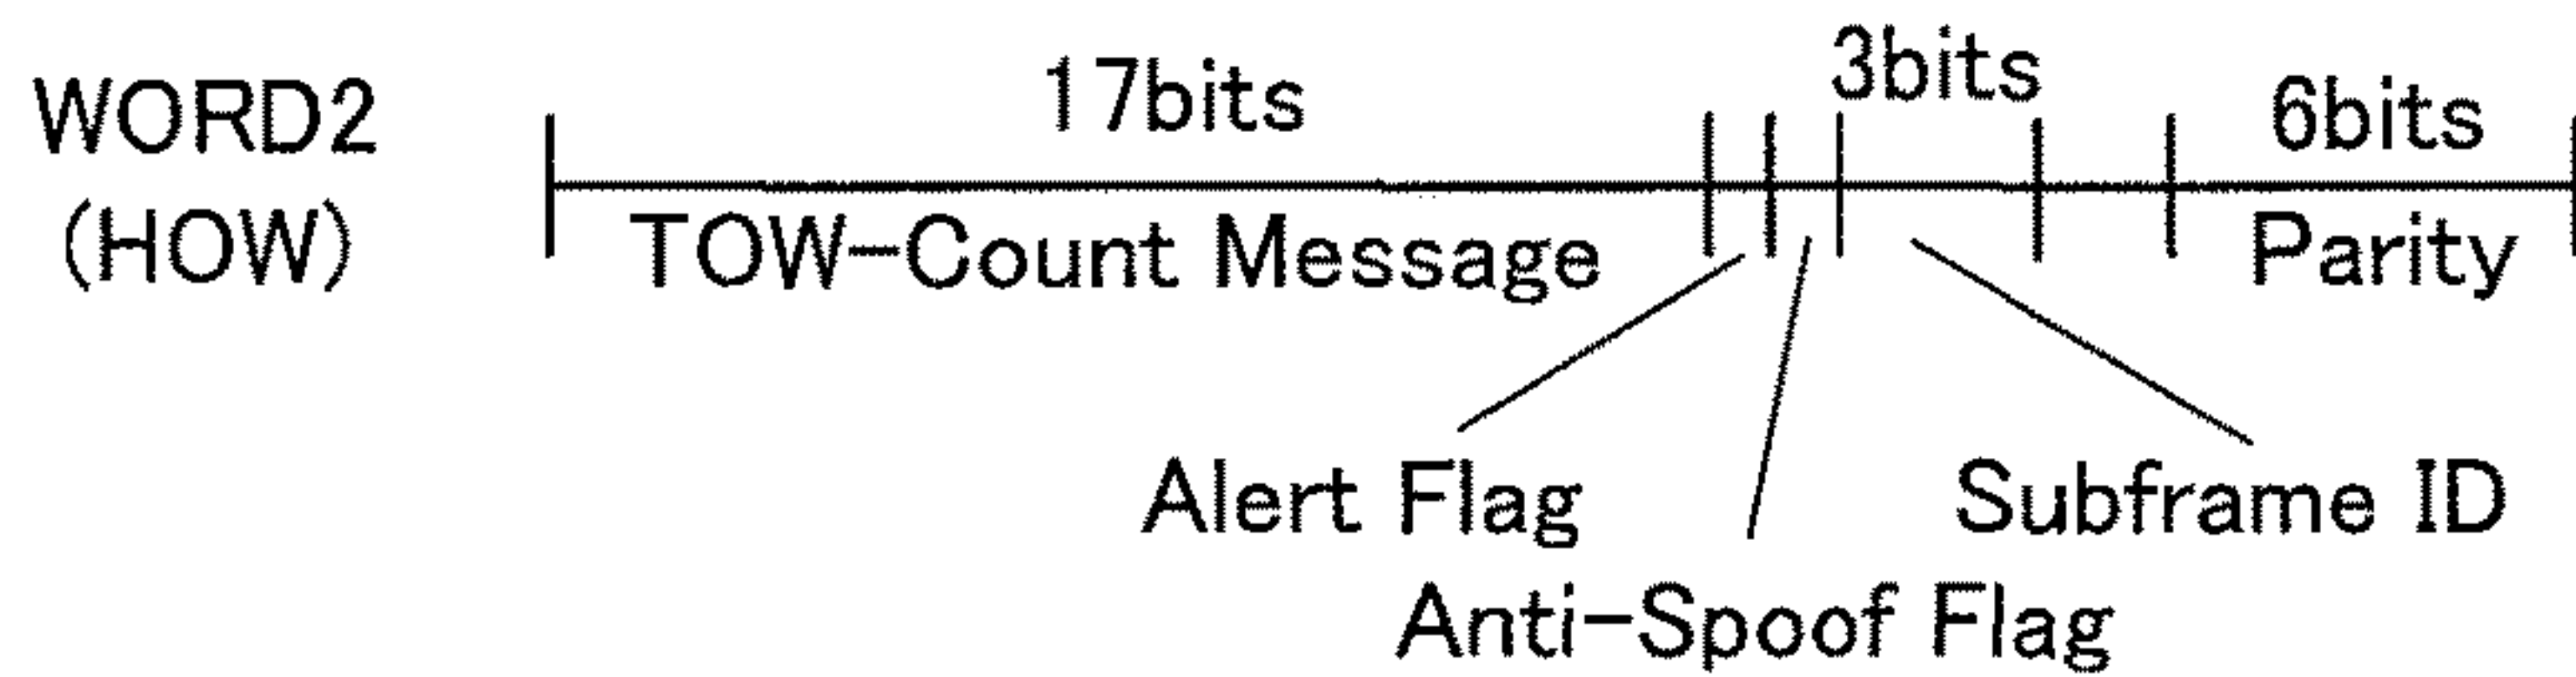 WORD2
(HOW)
17bits
3bits
6bits
TOW-Count Message
Parity
Alert Flag
Subframe ID
Anti-Spoof Flag